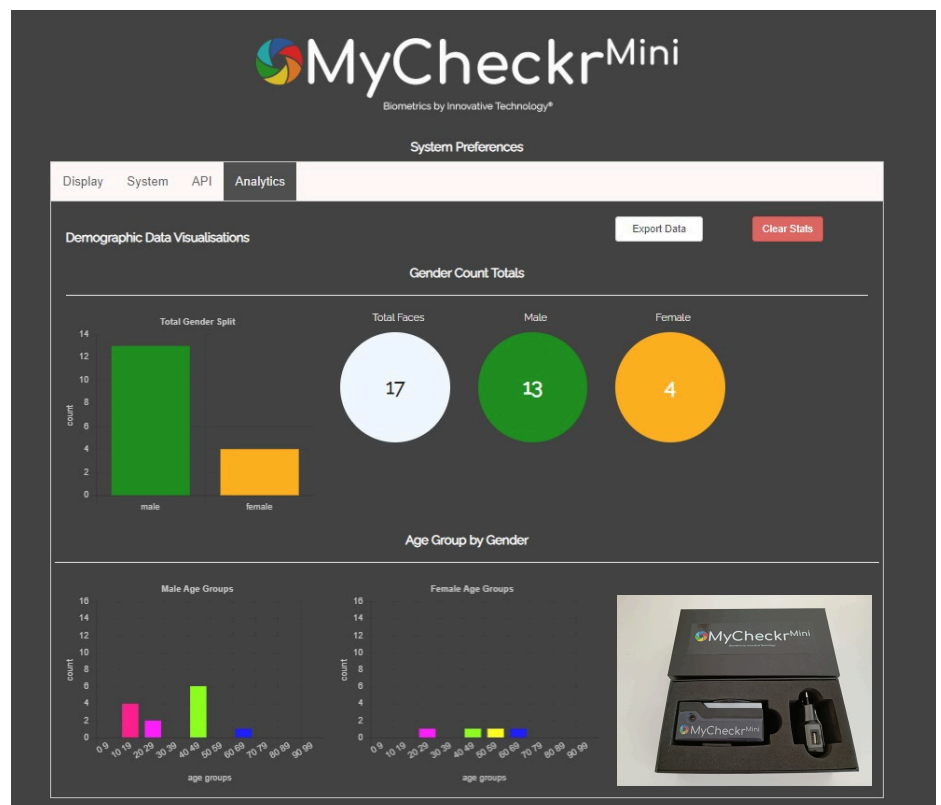 MyCheckrMini
Biometrics by Innovative Technology®
System Preferences
Display System API Analytics
Demographic Data Visualisations
Export Data
Clear Stats
Gender Count Totals
Total Gender Split
14
12
10
8
6
4
2
0
count
male female
Total Faces Male Female
17 13 4
Age Group by Gender
Male Age Groups
16
14
12
10
8
6
4
2
0
count
0 9 10 19 20 29 30 39 40 49 50 59 60 69 70 79 80 89 90 99
age groups
Female Age Groups
16
14
12
10
8
6
4
2
0
count
0 9 10 19 20 29 30 39 40 49 50 59 60 69 70 79 80 89 90 99
age groups
MyCheckrMini
MyCheckrMini